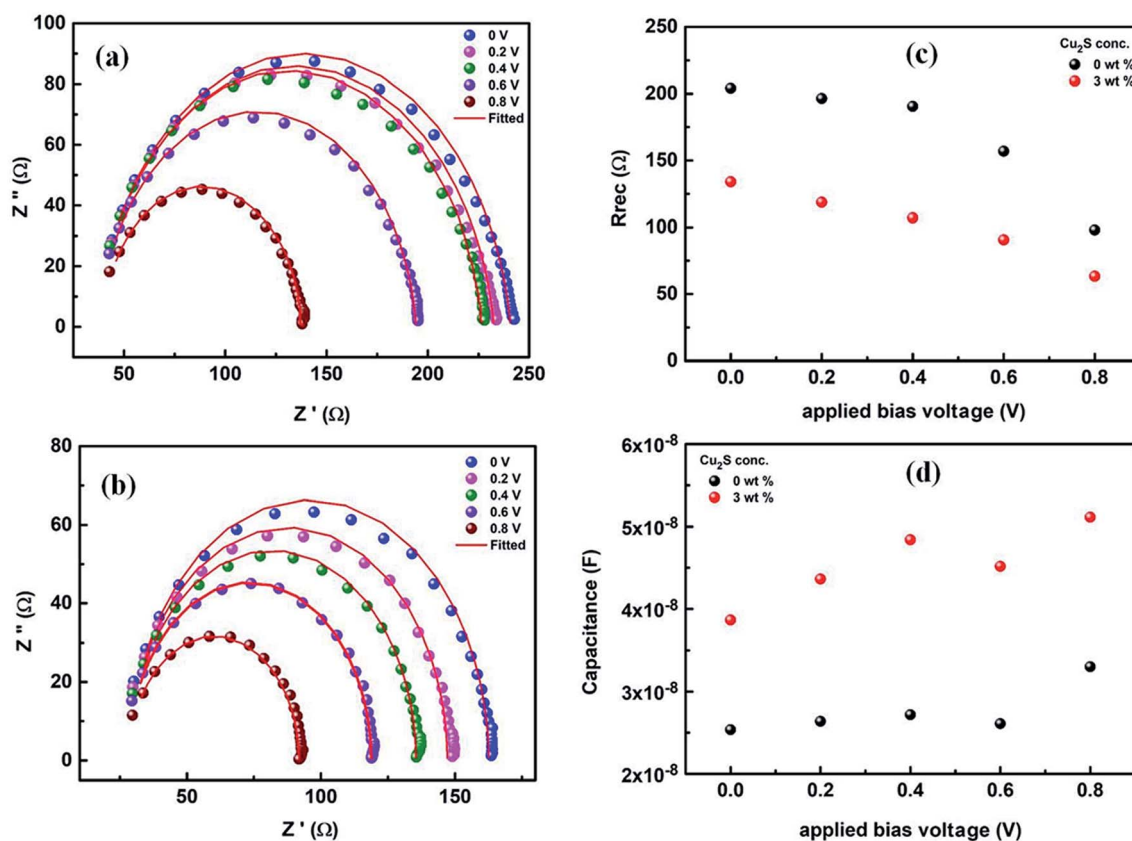 (a)
0 V
0.2 V
0.4 V
0.6 V
0.8 V
Fitted
100
80
60
40
20
0
Z'' (Ω)
50
100
150
200
250
Z ' (Ω)
(c)
Cu₂S conc.
0 wt %
3 wt %
250
200
150
100
50
0
Rrec (Ω)
0.0
0.2
0.4
0.6
0.8
applied bias voltage (V)
(b)
0 V
0.2 V
0.4 V
0.6 V
0.8 V
Fitted
80
60
40
20
0
Z'' (Ω)
50
100
150
Z ' (Ω)
(d)
Cu₂S conc.
0 wt %
3 wt %
6x10⁻⁸
5x10⁻⁸
4x10⁻⁸
3x10⁻⁸
2x10⁻⁸
Capacitance (F)
0.0
0.2
0.4
0.6
0.8
applied bias voltage (V)